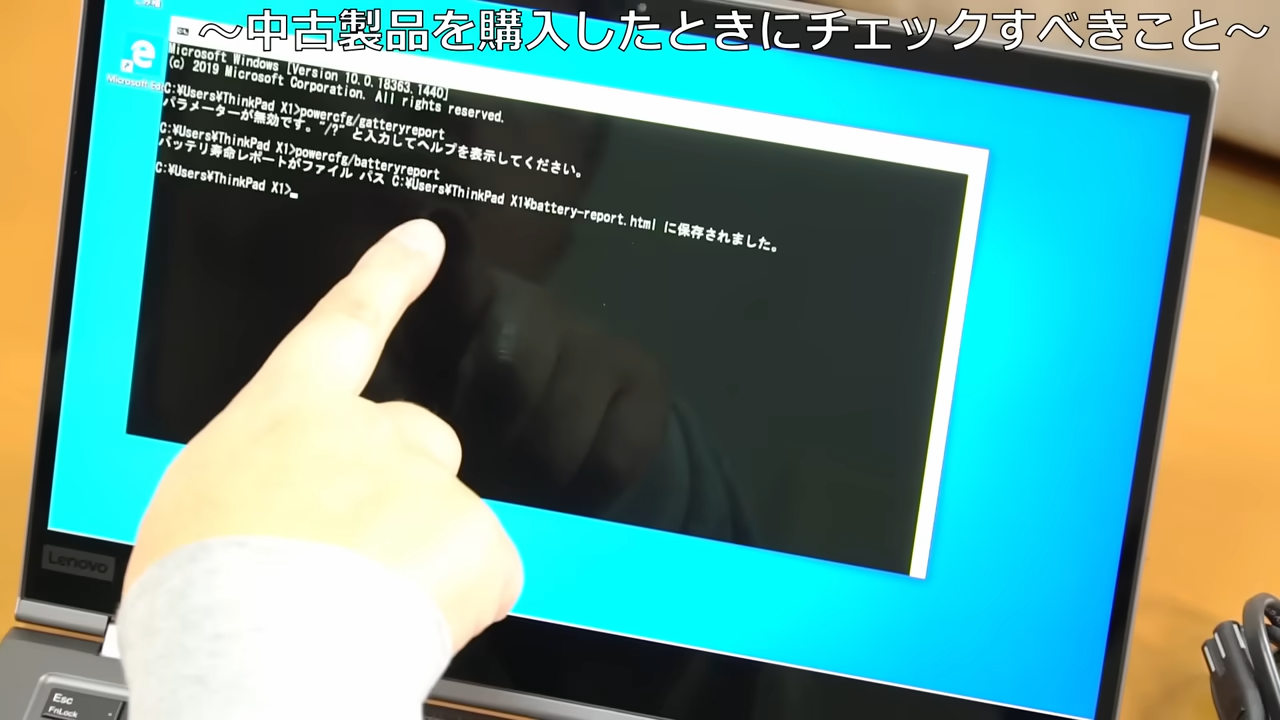 ～中古製品を購入したときにチェックすべきこと～
Microsoft Windows [Version 10.0.18363.1440]
(c) 2019 Microsoft Corporation. All rights reserved.
C:¥Users¥ThinkPad X1>powercfg/gatteryreport
パラメーターが無効です。"/?" と入力してヘルプを表示してください。
C:¥Users¥ThinkPad X1>powercfg/batteryreport
バッテリ寿命レポートがファイル パス C:¥Users¥ThinkPad X1¥battery-report.html に保存されました。
C:¥Users¥ThinkPad X1>
Microsoft Ed
Lenovo
Esc
FnLock